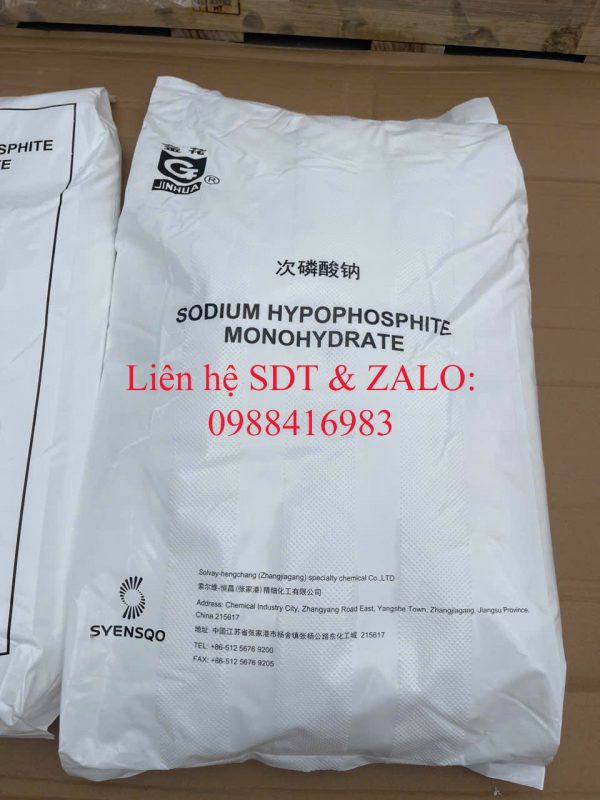 PHITE
TE
金花
JINHUA ®
次磷酸钠
SODIUM HYPOPHOSPHITE
MONOHYDRATE
Liên hệ SDT & ZALO:
0988416983
Solvay-hengchang (Zhangjiagang) specialty chemical Co.,LTD
索尔维-恒昌(张家港)精细化工有限公司
Address: Chemical Industry City, Zhangyang Road East, Yangshe Town, Zhangjiagang, Jiangsu Province,
China 215617
地址: 中国江苏省张家港市杨舍镇张杨公路东化工城 215617
TEL: +86-512 5676 9200
FAX: +86-512 5676 9205
SYENSQO